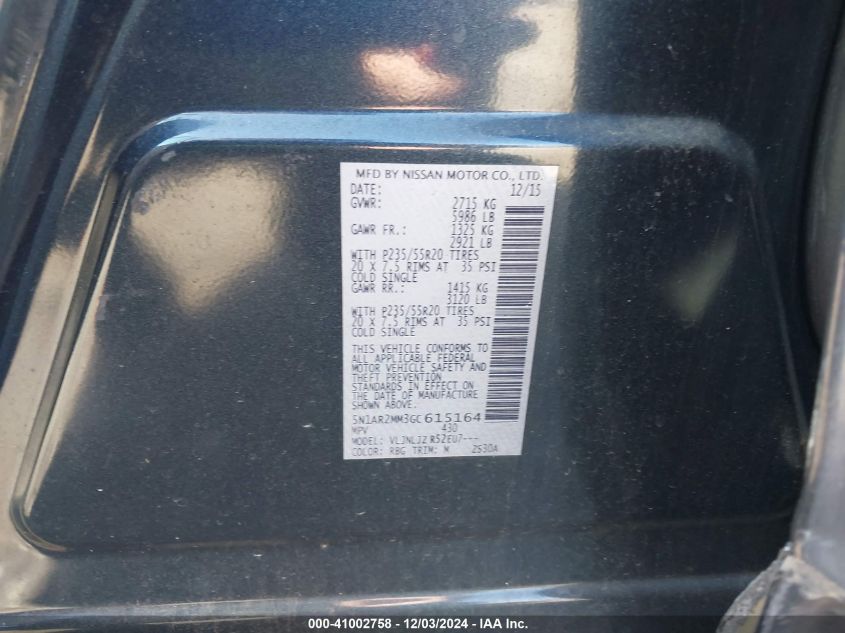 MFD BY NISSAN MOTOR CO., LTD.
DATE: 12/15
GVWR: 2715 KG
5986 LB
GAWR FR.: 1325 KG
2921 LB
WITH P235/55R20 TIRES
20 X 7.5 RIMS AT 35 PSI
COLD SINGLE
GAWR RR.: 1415 KG
3120 LB
WITH P235/55R20 TIRES
20 X 7.5 RIMS AT 35 PSI
COLD SINGLE
THIS VEHICLE CONFORMS TO
ALL APPLICABLE FEDERAL
MOTOR VEHICLE SAFETY AND
THEFT PREVENTION
STANDARDS IN EFFECT ON
THE DATE OF MANUFACTURE
SHOWN ABOVE.
5N1AR2MM3GC615164
MPV 430
MODEL: VLJNLJZ R52EU7---
COLOR: RBG TRIM: M 2S30A
000-41002758 - 12/03/2024 - IAA Inc.